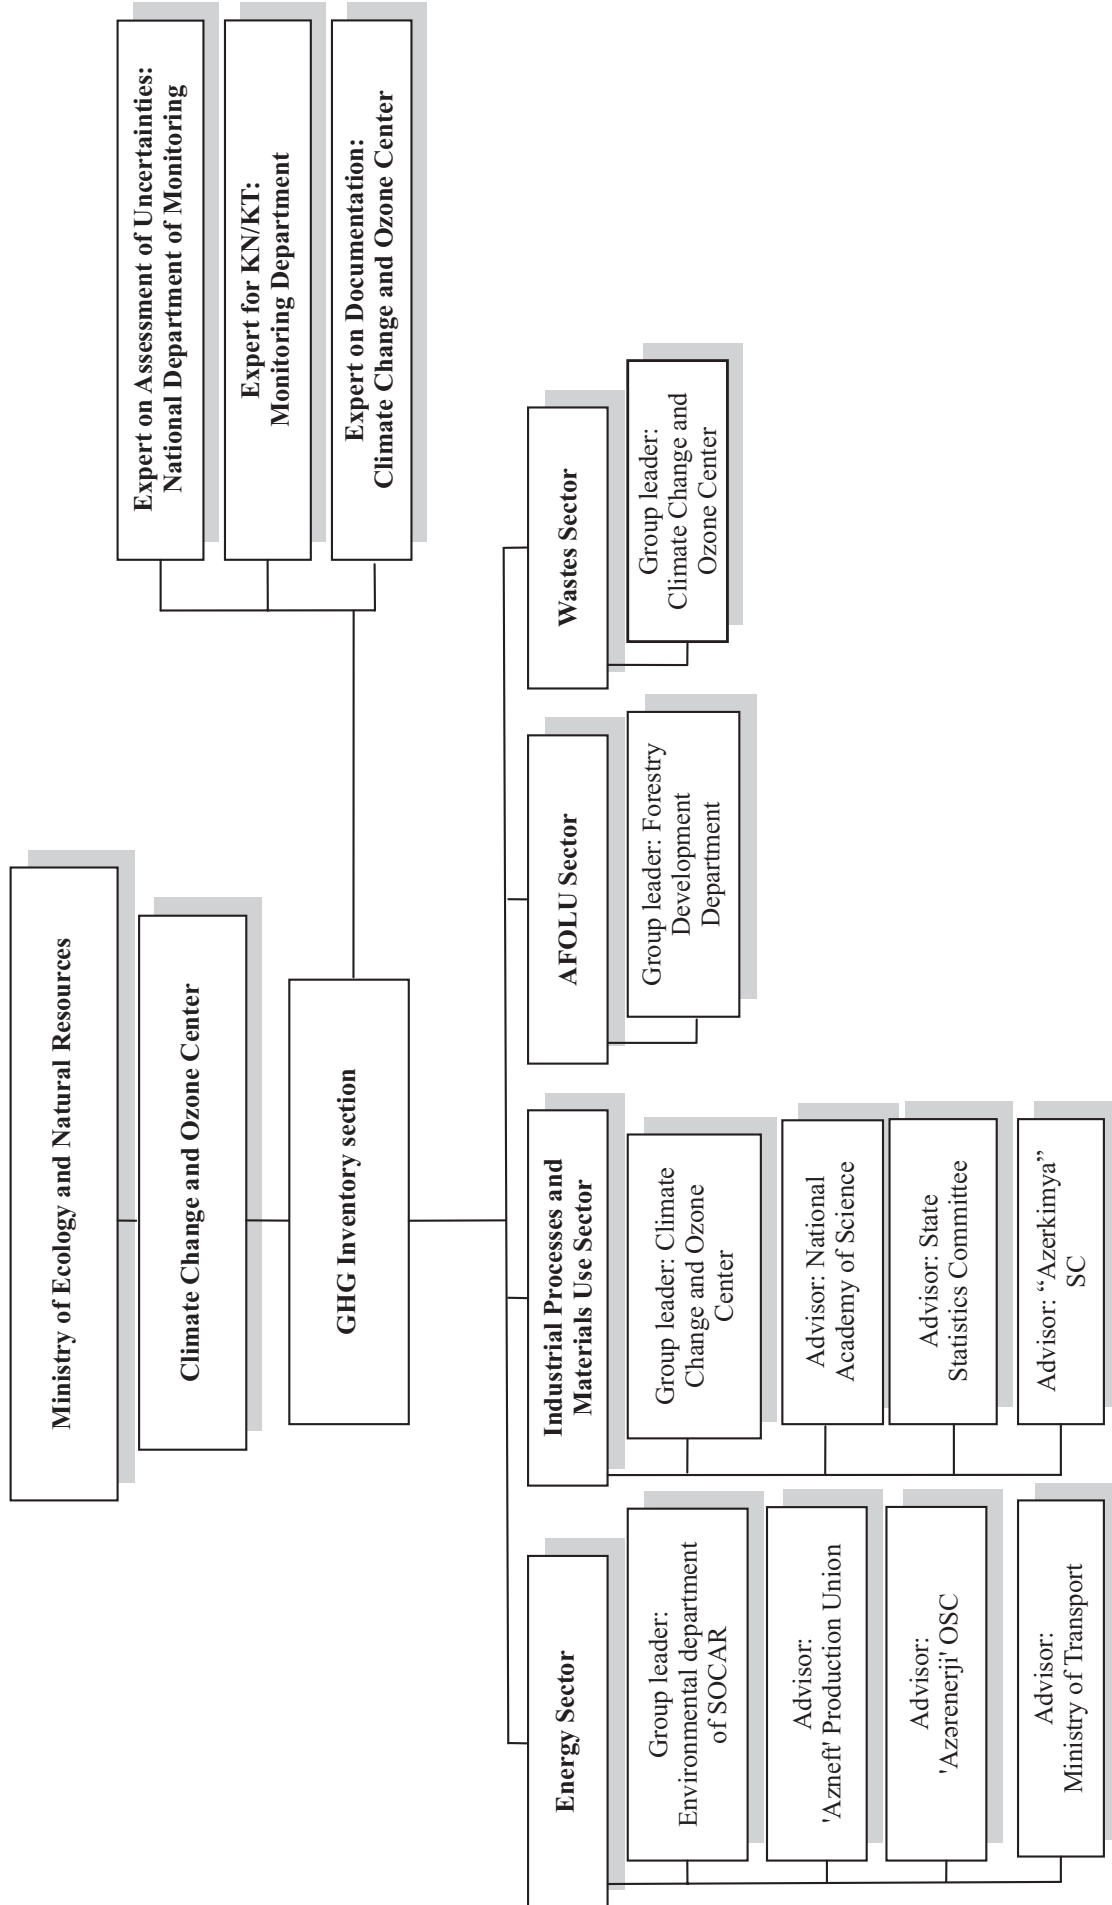 Ministry of Ecology and Natural Resources
Climate Change and Ozone Center
GHG Inventory section
Expert on Assessment of Uncertainties:
National Department of Monitoring
Expert for KN/KT:
Monitoring Department
Expert on Documentation:
Climate Change and Ozone Center
Energy Sector
Group leader:
Environmental department
of SOCAR
Advisor:
'Azneft' Production Union
Advisor:
'Azərenerji' OSC
Advisor:
Ministry of Transport
Industrial Processes and
Materials Use Sector
Group leader: Climate
Change and Ozone
Center
Advisor: National
Academy of Science
Advisor: State
Statistics Committee
Advisor: “Azerkimya”
SC
AFOLU Sector
Group leader: Forestry
Development
Department
Wastes Sector
Group leader:
Climate Change and
Ozone Center